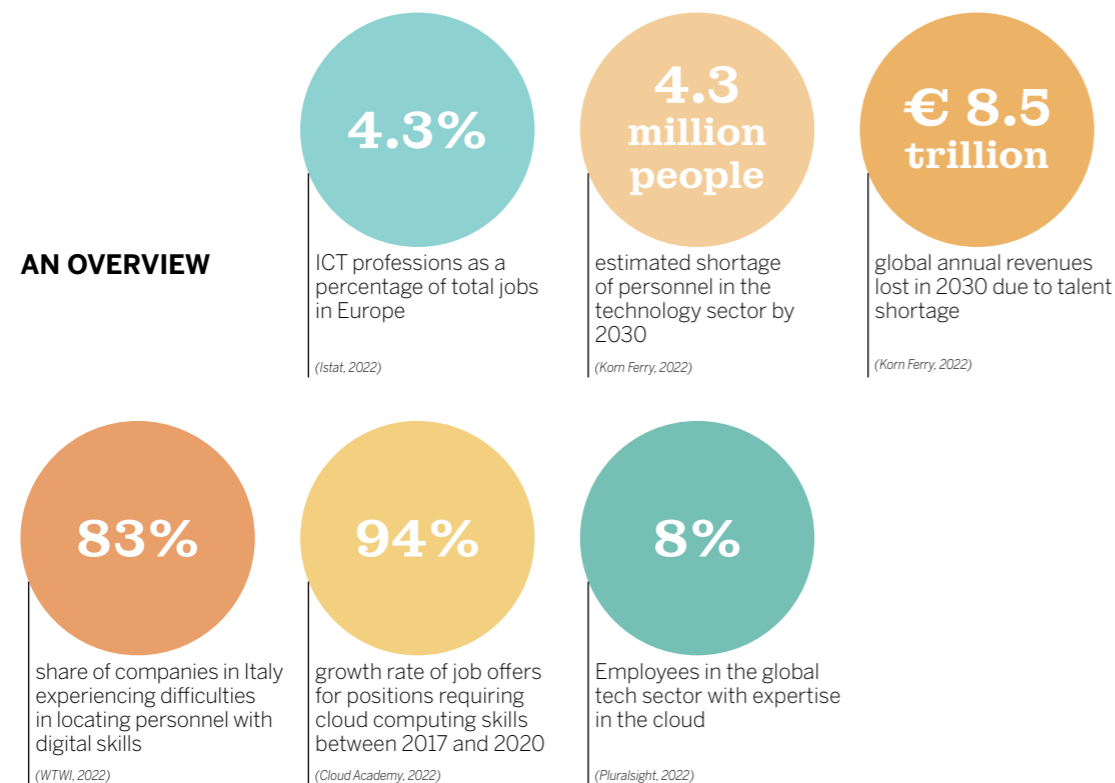 AN OVERVIEW
4.3%
ICT professions as a
percentage of total jobs
in Europe
(Istat, 2022)
4.3
million
people
estimated shortage
of personnel in the
technology sector by
2030
(Korn Ferry, 2022)
€ 8.5
trillion
global annual revenues
lost in 2030 due to talent
shortage
(Korn Ferry, 2022)
83%
share of companies in Italy
experiencing difficulties
in locating personnel with
digital skills
(WTWI, 2022)
94%
growth rate of job offers
for positions requiring
cloud computing skills
between 2017 and 2020
(Cloud Academy, 2022)
8%
Employees in the global
tech sector with expertise
in the cloud
(Pluralsight, 2022)